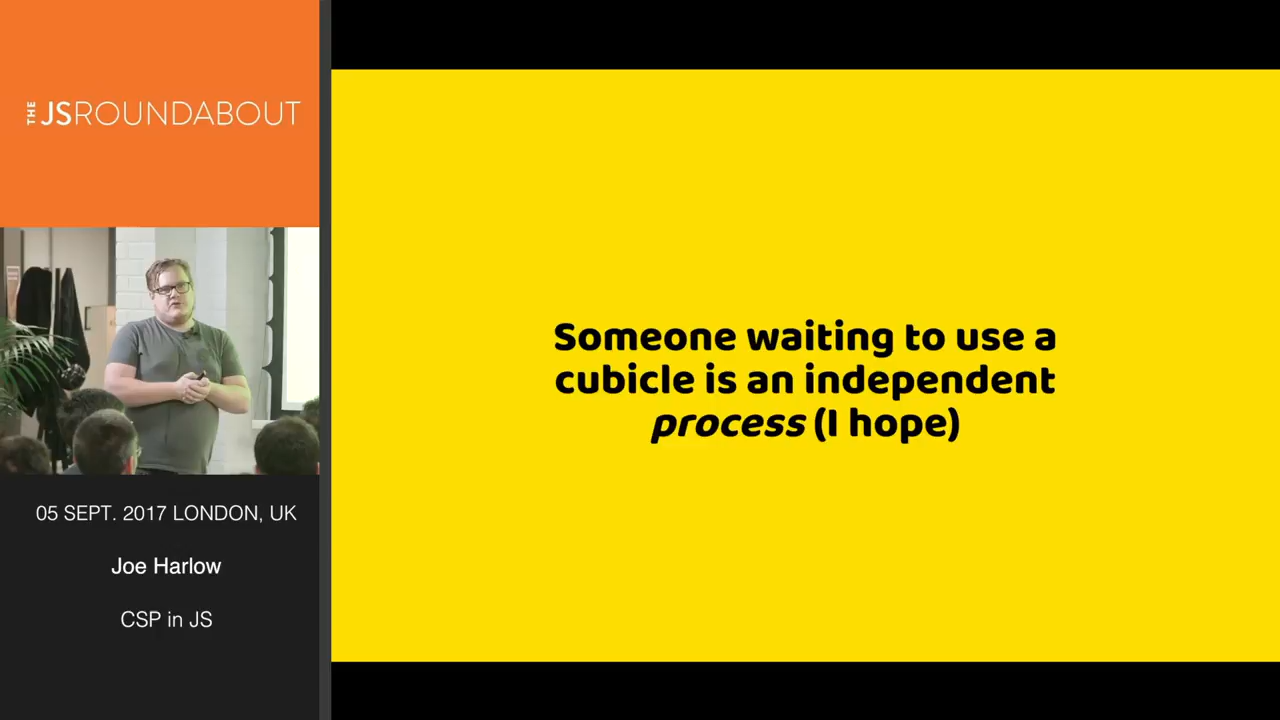 THE JSROUNDABOUT
05 SEPT. 2017 LONDON, UK
Joe Harlow
CSP in JS
Someone waiting to use a
cubicle is an independent
process (I hope)